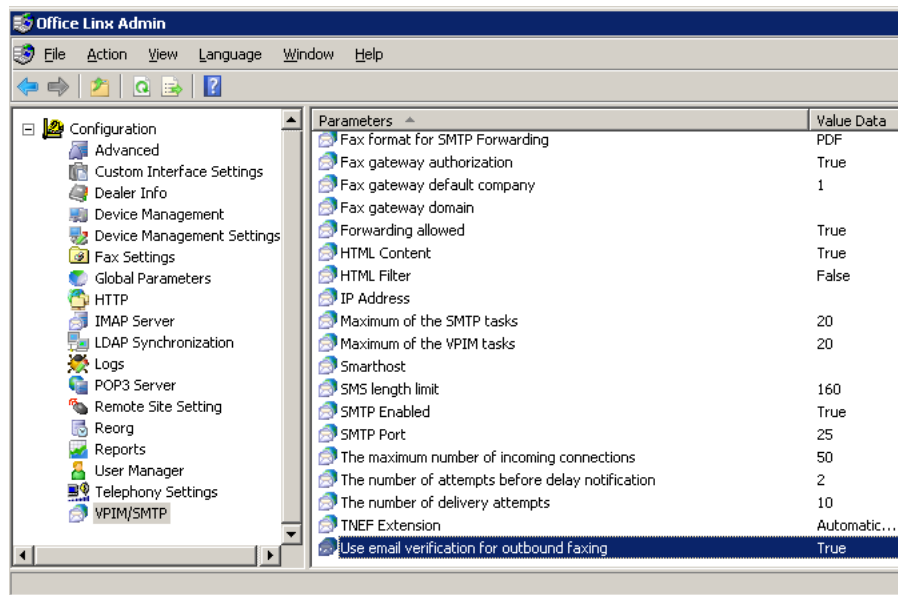 Office Linx Admin
File Action View Language Window Help
Configuration
Advanced
Custom Interface Settings
Dealer Info
Device Management
Device Management Settings
Fax Settings
Global Parameters
HTTP
IMAP Server
LDAP Synchronization
Logs
POP3 Server
Remote Site Setting
Reorg
Reports
User Manager
Telephony Settings
VPIM/SMTP
Parameters Value Data
Fax format for SMTP Forwarding PDF
Fax gateway authorization True
Fax gateway default company 1
Fax gateway domain
Forwarding allowed True
HTML Content True
HTML Filter False
IP Address
Maximum of the SMTP tasks 20
Maximum of the VPIM tasks 20
Smarthost
SMS length limit 160
SMTP Enabled True
SMTP Port 25
The maximum number of incoming connections 50
The number of attempts before delay notification 2
The number of delivery attempts 10
TNEF Extension Automatic...
Use email verification for outbound faxing True